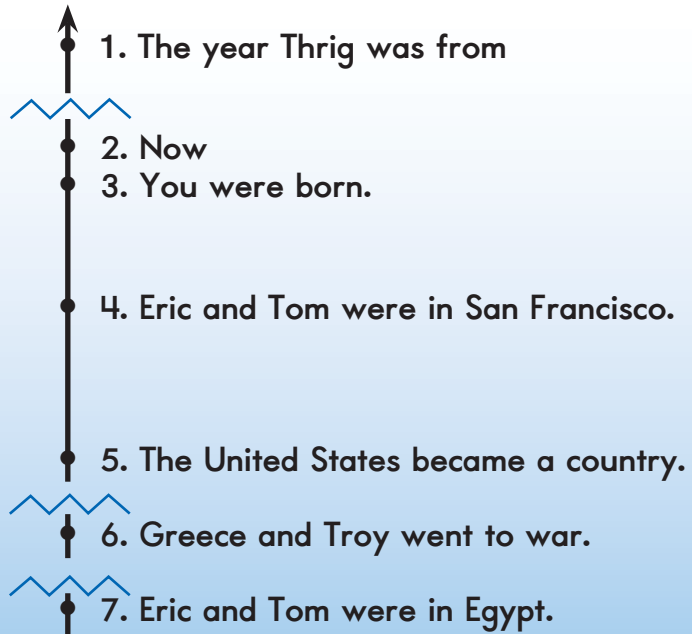 1. The year Thrig was from
2. Now
3. You were born.
4. Eric and Tom were in San Francisco.
5. The United States became a country.
6. Greece and Troy went to war.
7. Eric and Tom were in Egypt.